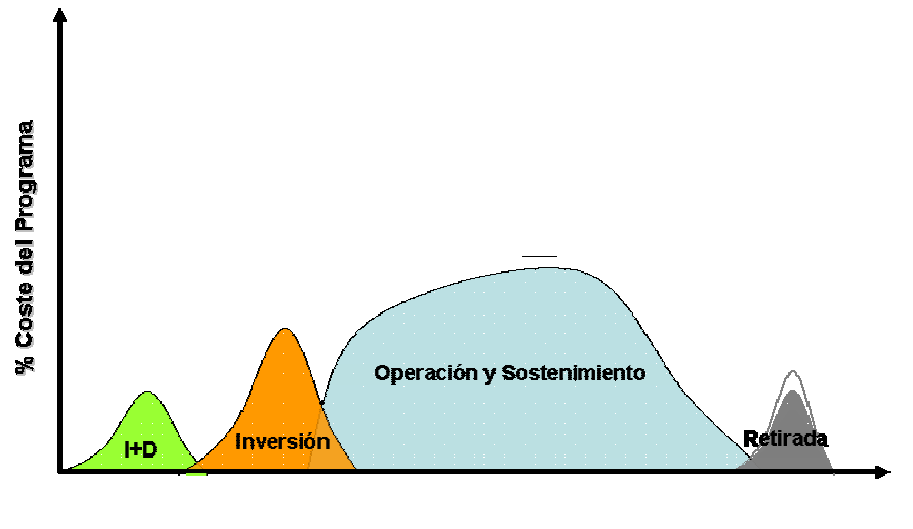 % Coste del Programa
Operación y Sostenimiento
Inversión
Retirada
I+D